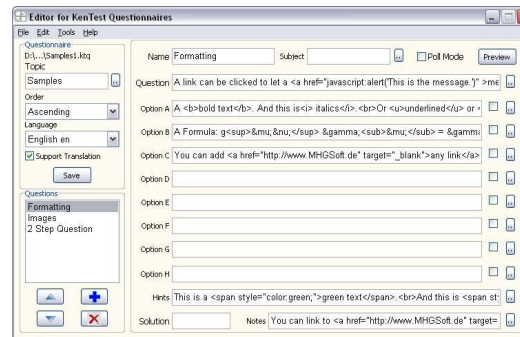 Editor for KenTest Questionnaires
File Edit Tools Help
Questionnaire
D:\...\Samples1.ktq
Topic
Samples
Order
Ascending
Language
English en
Support Translation
Save
Questions
Formatting
Images
2 Step Question
Name Formatting Subject Poll Mode Preview
Question A link can be clicked to let a <a href="javascript:alert('This is the message.')" >me
Option A A <b>bold text</b>. And this is<i> italics</i>.<br>Or <u>underlined</u> or <
Option B A Formula: g<sup>&mu;&nu;</sup> &gamma;<sub>&mu;</sub> = &gamma
Option C You can add <a href="http://www.MHGSoft.de" target="_blank">any link</a>
Option D
Option E
Option F
Option G
Option H
Hints This is a <span style="color:green;">green text</span>.<br>And this is <span st
Solution Notes You can link to <a href="http://www.MHGSoft.de" target=